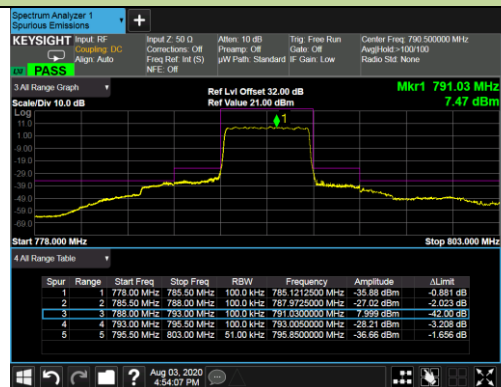 Spectrum Analyzer 1
Spurious Emissions
KEYSIGHT Input: RF Input Z: 50 Ω Atten: 10 dB Trig: Free Run Center Freq: 790.500000 MHz
Coupling: DC Corrections: Off Preamp: Off Gate: Off Avg|Hold:>100/100
Align: Auto Freq Ref: Int (S) µW Path: Standard IF Gain: Low Radio Std: None
NFE: Off
LM PASS
3 All Range Graph
Mkr1 791.03 MHz
Ref Lvl Offset 32.00 dB
Scale/Div 10.0 dB Ref Value 21.00 dBm 7.47 dBm
Log
11.0
1.00
-9.00
-19.0
-29.0
-39.0
-49.0
-59.0
-69.0
1
Start 778.000 MHz Stop 803.000 MHz
4 All Range Table
Spur Range Start Freq Stop Freq RBW Frequency Amplitude ΔLimit
1 1 778.00 MHz 785.50 MHz 100.0 kHz 785.1212500 MHz -35.88 dBm -0.881 dB
2 2 785.50 MHz 788.00 MHz 100.0 kHz 787.9725000 MHz -27.02 dBm -2.023 dB
3 3 788.00 MHz 793.00 MHz 100.0 kHz 791.0300000 MHz 7.999 dBm -42.00 dB
4 4 793.00 MHz 795.50 MHz 100.0 kHz 793.0050000 MHz -28.21 dBm -3.208 dB
5 5 795.50 MHz 803.00 MHz 51.00 kHz 795.8500000 MHz -36.66 dBm -1.656 dB
? Aug 03, 2020
4:54:07 PM